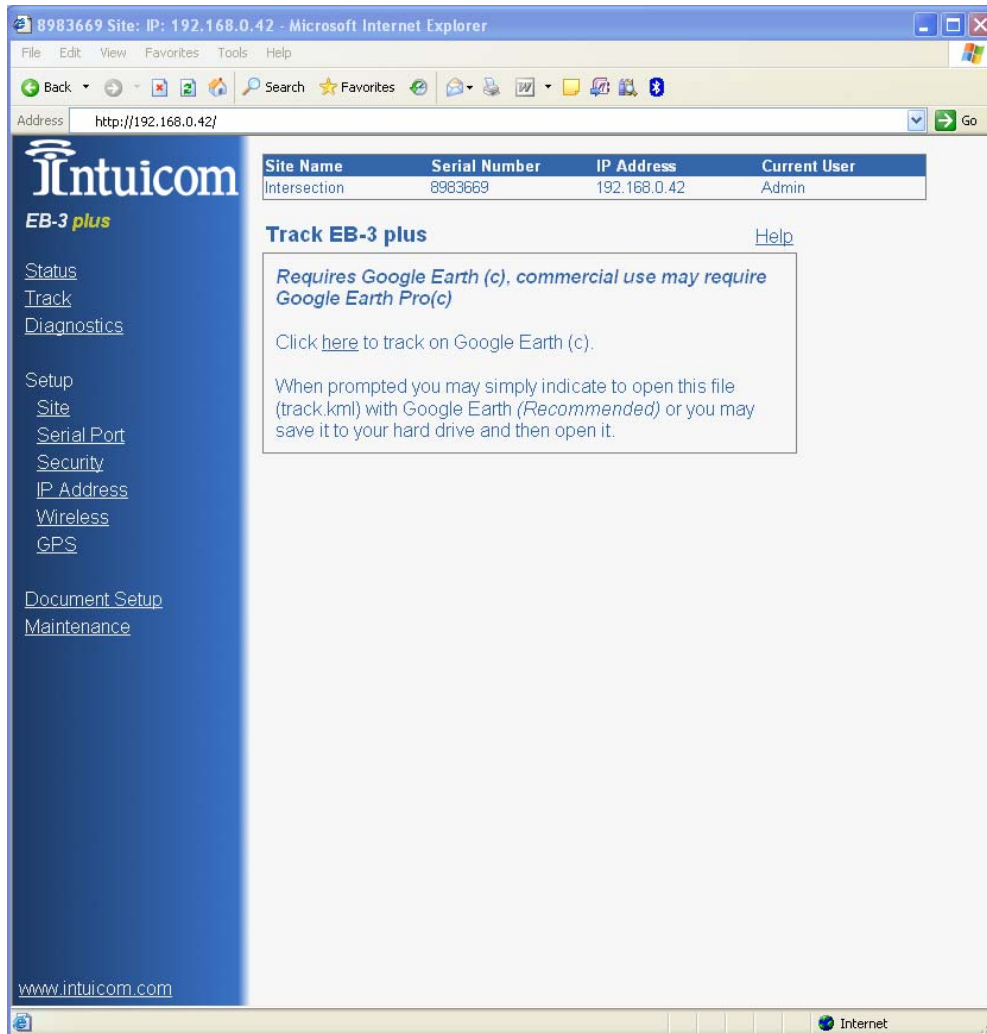 8983669 Site: IP: 192.168.0.42 - Microsoft Internet Explorer
File Edit View Favorites Tools Help
Back Search Favorites
Address http://192.168.0.42/ Go
Intuicom
EB-3 plus
Status
Track
Diagnostics
Setup
Site
Serial Port
Security
IP Address
Wireless
GPS
Document Setup
Maintenance
www.intuicom.com
Site Name Serial Number IP Address Current User
Intersection 8983669 192.168.0.42 Admin
Track EB-3 plus Help
Requires Google Earth (c), commercial use may require
Google Earth Pro(c)
Click here to track on Google Earth (c).
When prompted you may simply indicate to open this file
(track.kml) with Google Earth (Recommended) or you may
save it to your hard drive and then open it.
Internet